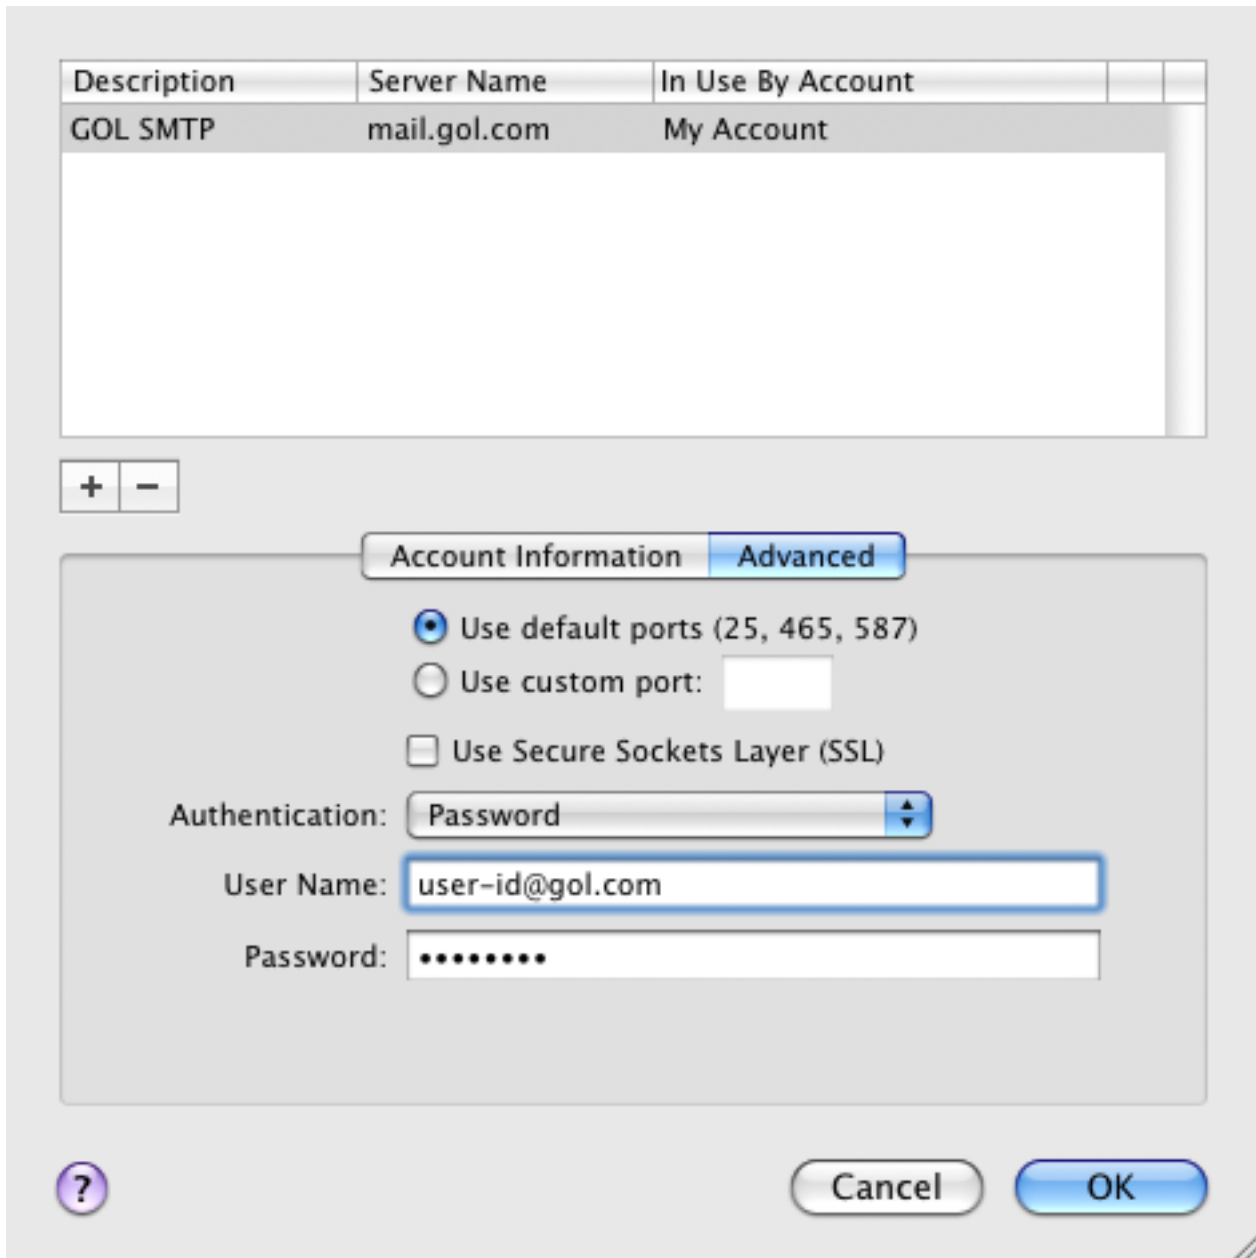 Description Server Name In Use By Account
GOL SMTP mail.gol.com My Account
+ −
Account Information Advanced
Use default ports (25, 465, 587)
Use custom port:
Use Secure Sockets Layer (SSL)
Authentication: Password
User Name: user-id@gol.com
Password: ••••••••
? Cancel OK